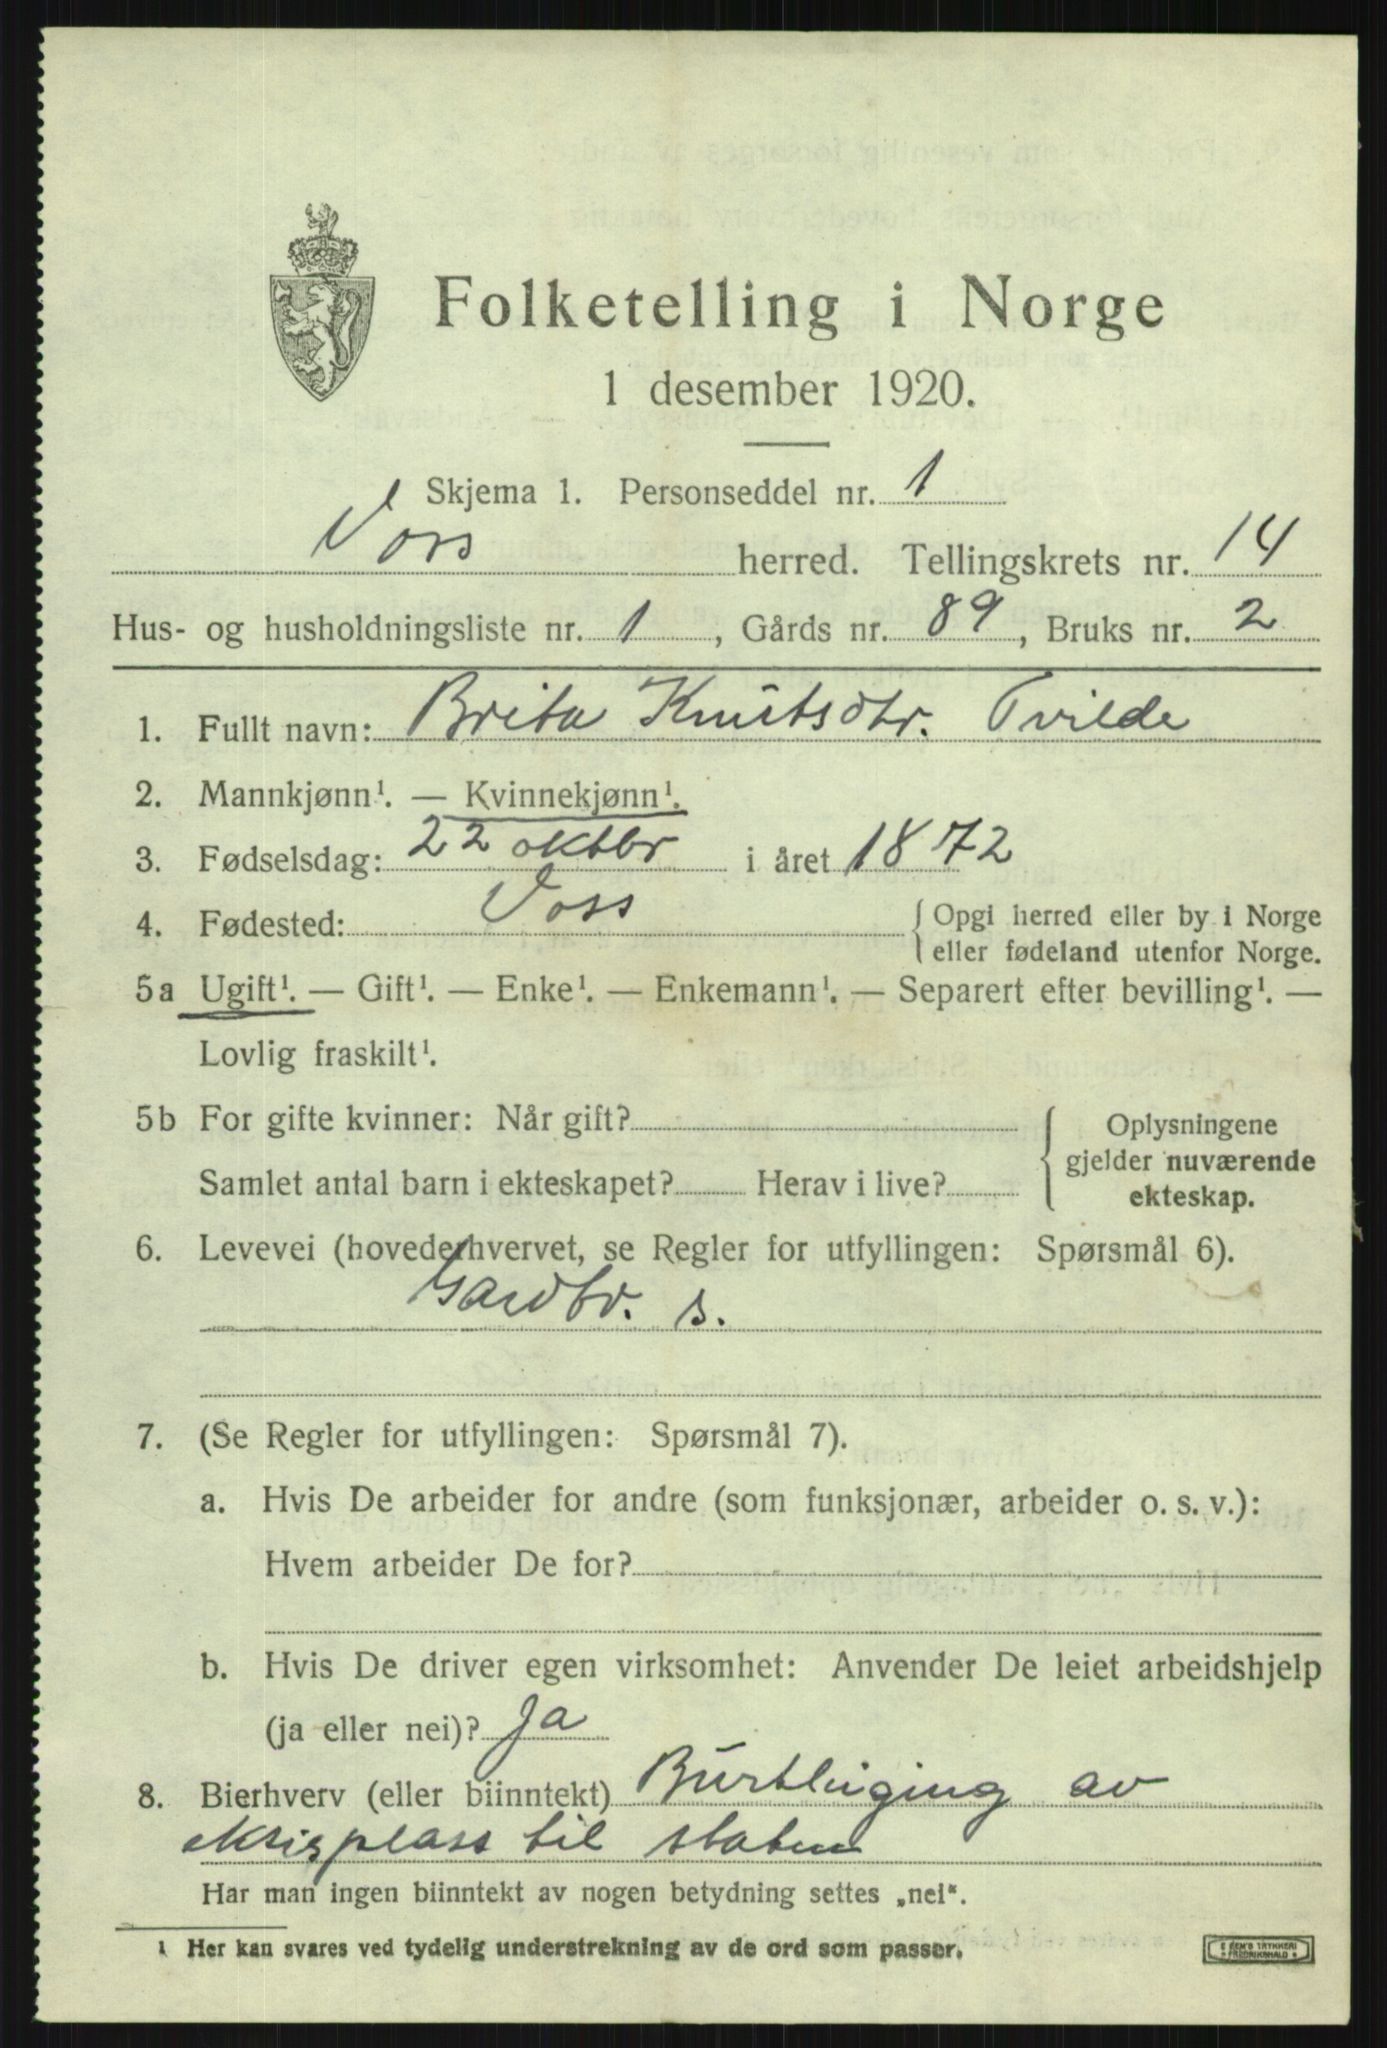 Folketelling i Norge
1 desember 1920.
Skjema 1. Personseddel nr. 1
Voss herred. Tellingskrets nr. 14
Hus- og husholdningsliste nr. 1, Gårds nr. 89, Bruks nr. 2
1. Fullt navn: Brita Knutsdtr. Tvilde
2. Mannkjønn¹. — Kvinnekjønn¹.
3. Fødselsdag: 22 oktbr i året 1872
4. Fødested: Voss { Opgi herred eller by i Norge
eller fødeland utenfor Norge.
5a Ugift¹. — Gift¹. — Enke¹. — Enkemann¹. — Separert efter bevilling¹. —
Lovlig fraskilt¹.
5b For gifte kvinner: Når gift? { Oplysningene
gjelder nuværende
Samlet antal barn i ekteskapet? Herav i live? ekteskap.
6. Levevei (hovederhvervet, se Regler for utfyllingen: Spørsmål 6).
Gardbr. s.
7. (Se Regler for utfyllingen: Spørsmål 7).
a. Hvis De arbeider for andre (som funksjonær, arbeider o. s. v.):
Hvem arbeider De for?
b. Hvis De driver egen virksomhet: Anvender De leiet arbeidshjelp
(ja eller nei)? Ja
8. Bierhverv (eller biinntekt) av
til staten
Har man ingen biinntekt av nogen betydning settes „nei“.
1 Her kan svares ved tydelig understrekning av de ord som passer.
E SEM'S TRYKKERI
FREDRIKSHALD